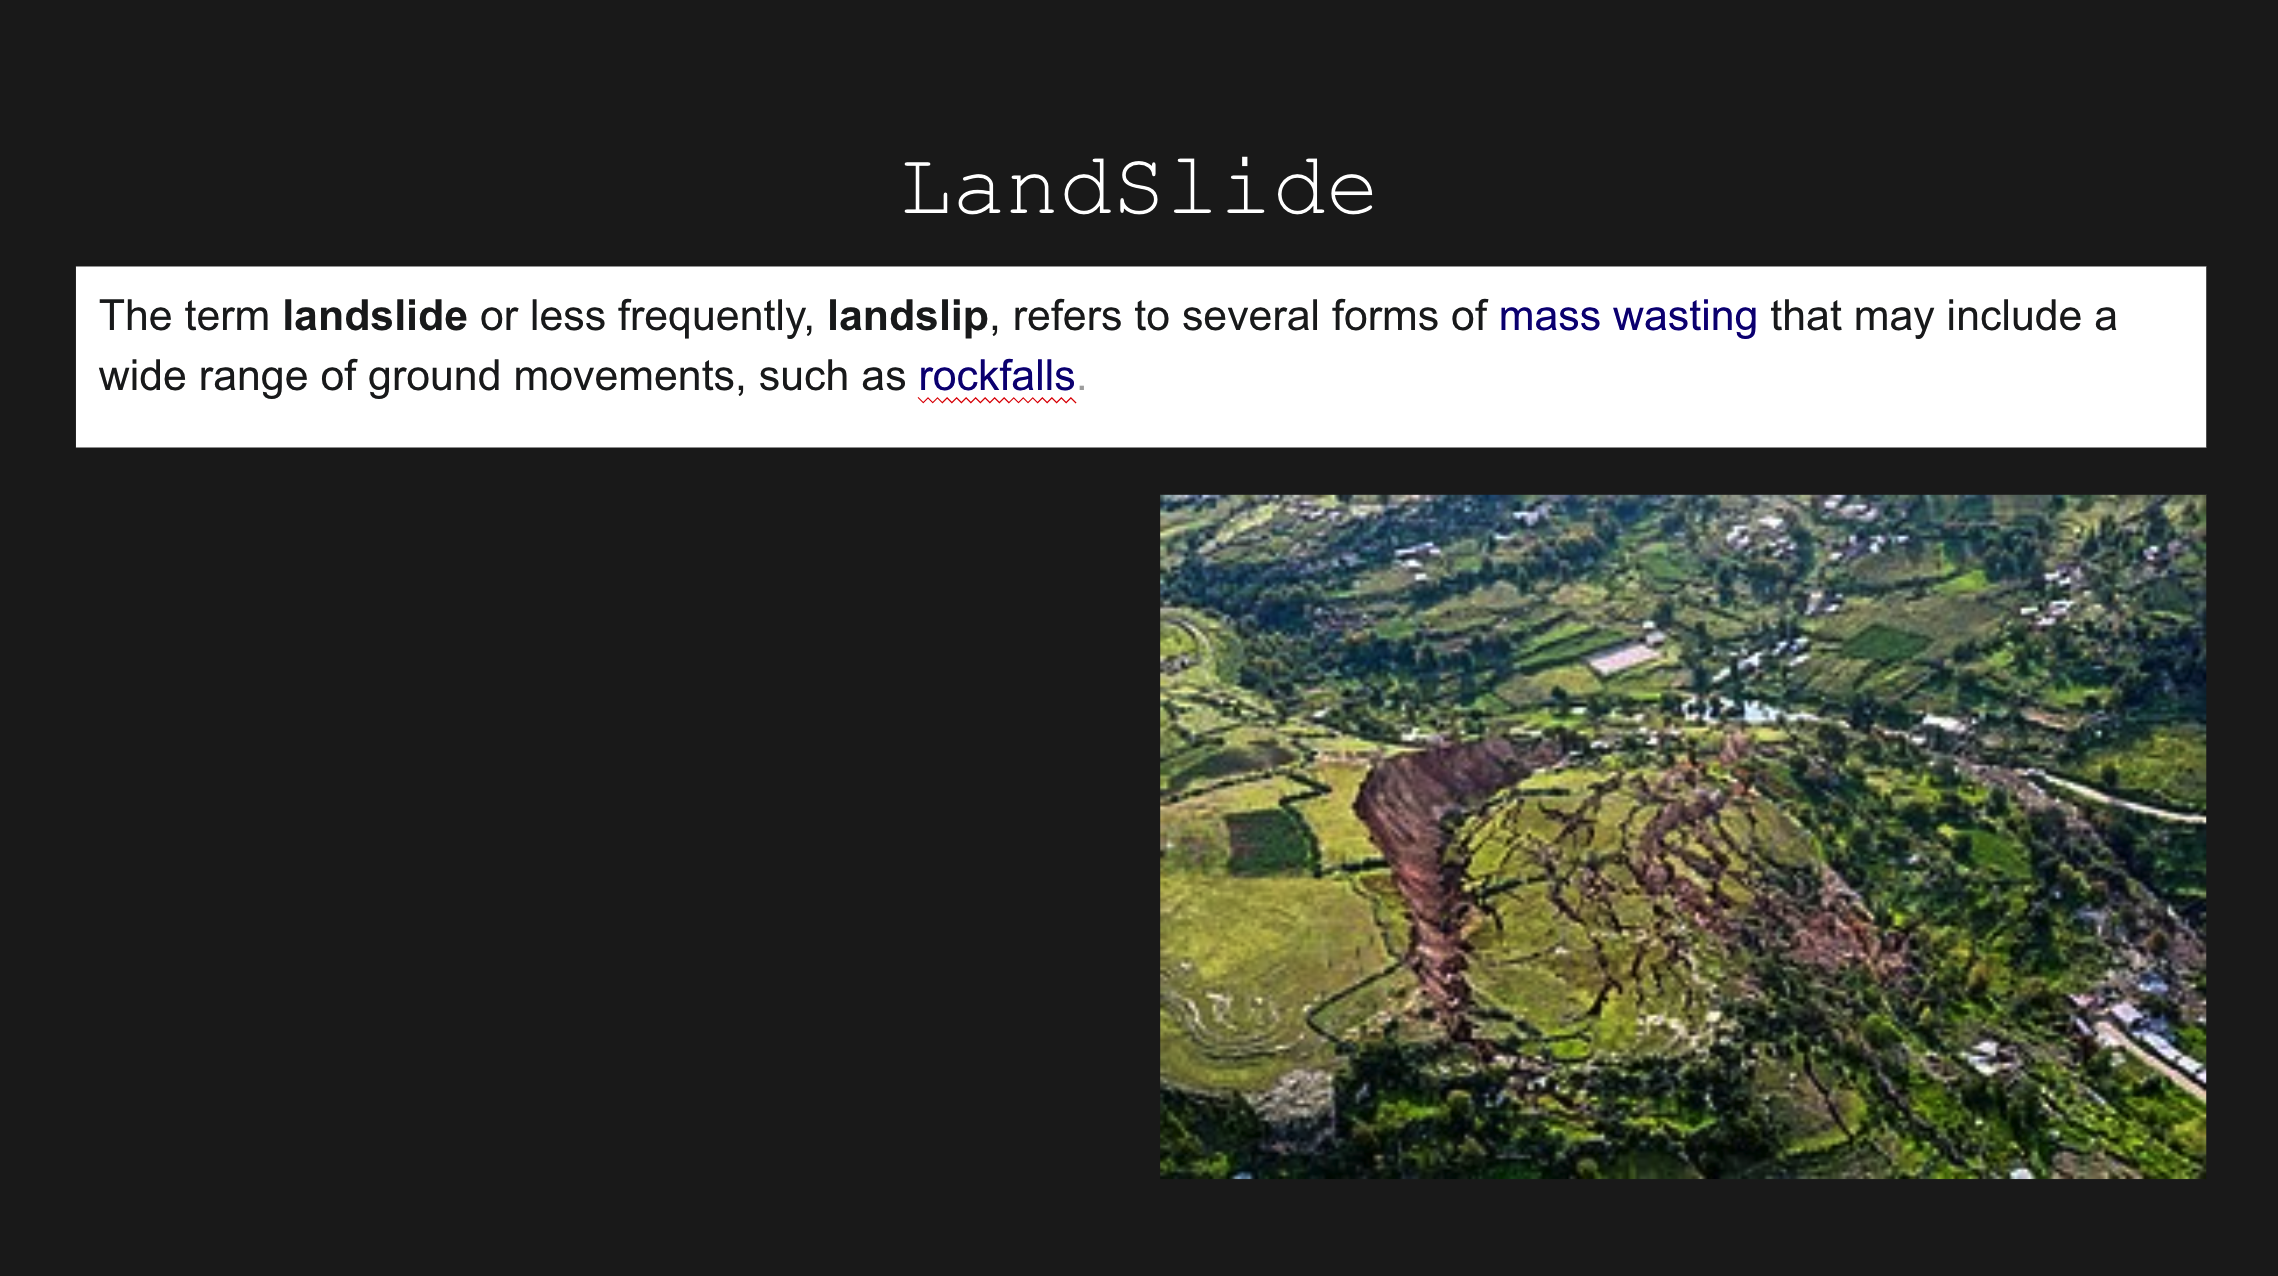 LandSlide
The term landslide or less frequently, landslip, refers to several forms of mass wasting that may include a
wide range of ground movements, such as rockfalls.